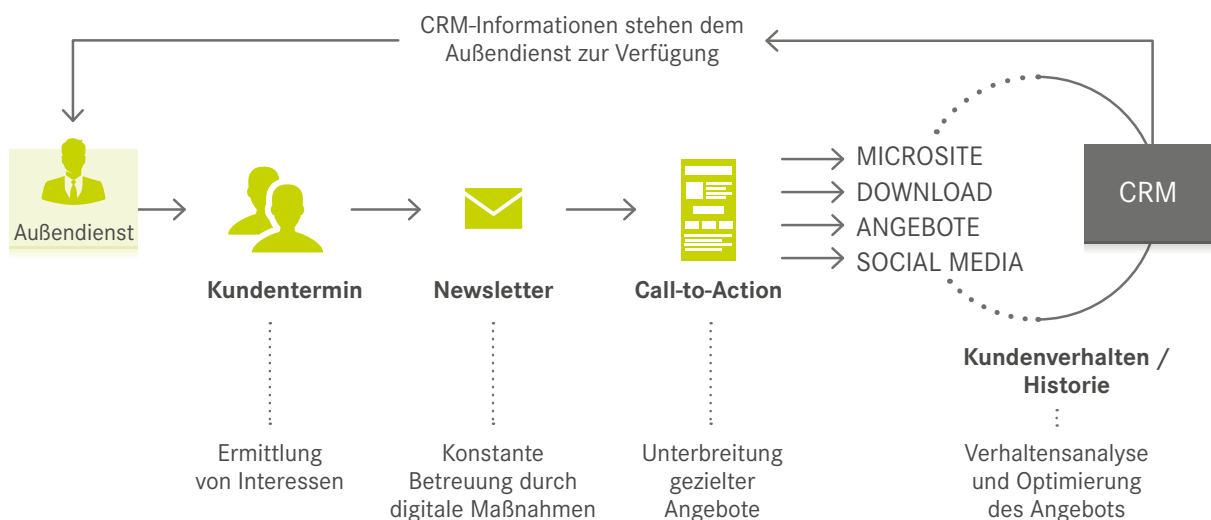 CRM-Informationen stehen dem
Außendienst zur Verfügung
Außendienst
MICROSITE
DOWNLOAD
ANGEBOTE
SOCIAL MEDIA
CRM
Kundentermin
Newsletter
Call-to-Action
Kundenverhalten /
Historie
Ermittlung
von Interessen
Konstante
Betreuung durch
digitale Maßnahmen
Unterbreitung
gezielter
Angebote
Verhaltensanalyse
und Optimierung
des Angebots